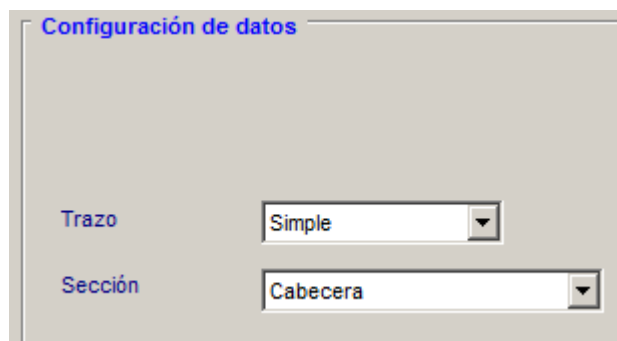 Configuración de datos
Trazo
Simple
Sección
Cabecera